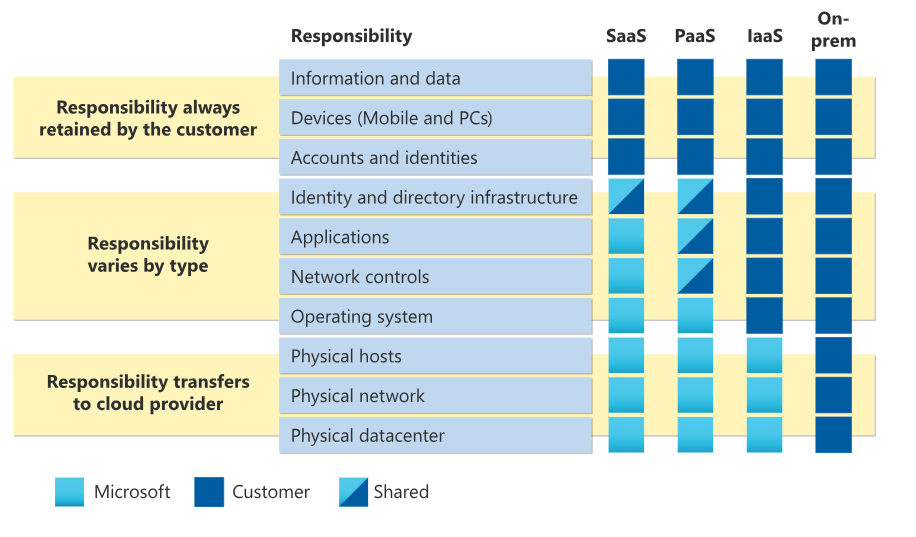 Responsibility
SaaS
PaaS
IaaS
On-
prem
Responsibility always
retained by the customer
Information and data
Devices (Mobile and PCs)
Accounts and identities
Responsibility
varies by type
Identity and directory infrastructure
Applications
Network controls
Operating system
Responsibility transfers
to cloud provider
Physical hosts
Physical network
Physical datacenter
Microsoft
Customer
Shared